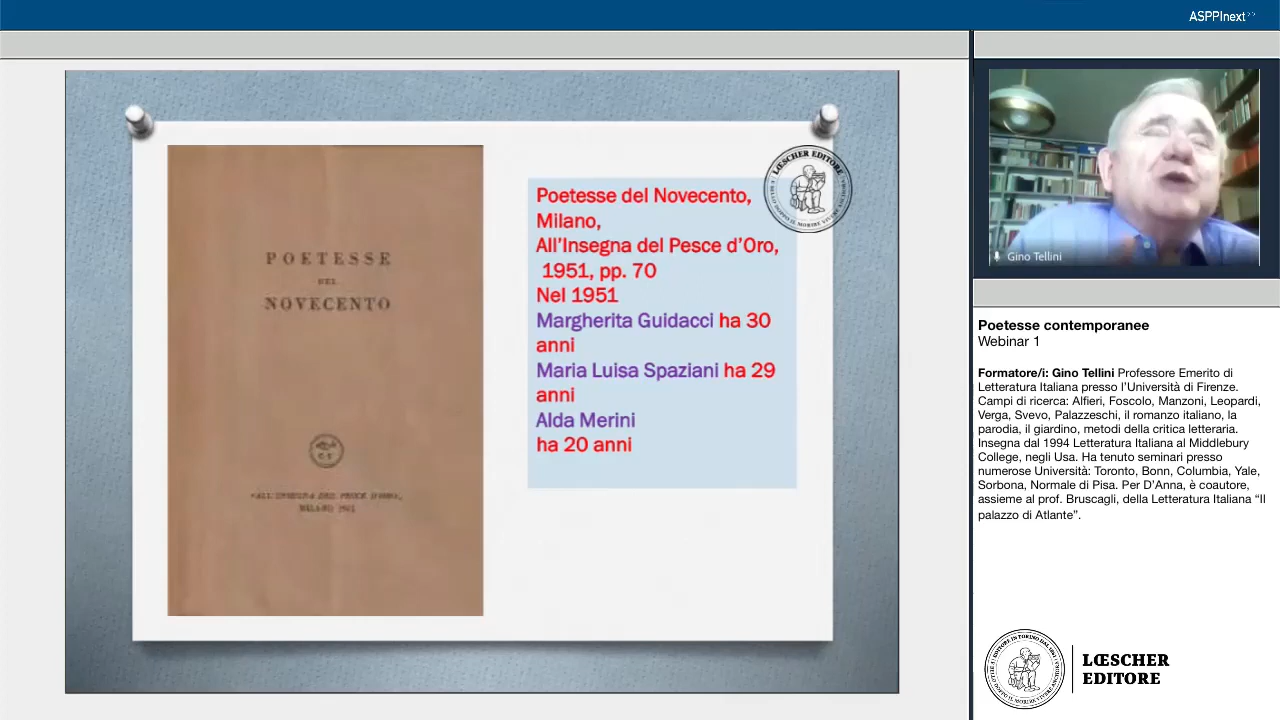 ASPPInext>>
POETESSE
DEL
NOVECENTO
«ALL'INSEGNA DEL PESCE D'ORO»
MILANO 1951
LŒSCHER EDITORE
Poetesse del Novecento,
Milano,
All'Insegna del Pesce d'Oro,
1951, pp. 70
Nel 1951
Margherita Guidacci ha 30
anni
Maria Luisa Spaziani ha 29
anni
Alda Merini
ha 20 anni
Gino Tellini
Poetesse contemporanee
Webinar 1
Formatore/i: Gino Tellini Professore Emerito di
Letteratura Italiana presso l'Università di Firenze.
Campi di ricerca: Alfieri, Foscolo, Manzoni, Leopardi,
Verga, Svevo, Palazzeschi, il romanzo italiano, la
parodia, il giardino, metodi della critica letteraria.
Insegna dal 1994 Letteratura Italiana al Middlebury
College, negli Usa. Ha tenuto seminari presso
numerose Università: Toronto, Bonn, Columbia, Yale,
Sorbona, Normale di Pisa. Per D'Anna, è coautore,
assieme al prof. Bruscagli, della Letteratura Italiana “Il
palazzo di Atlante”.
LŒSCHER
EDITORE